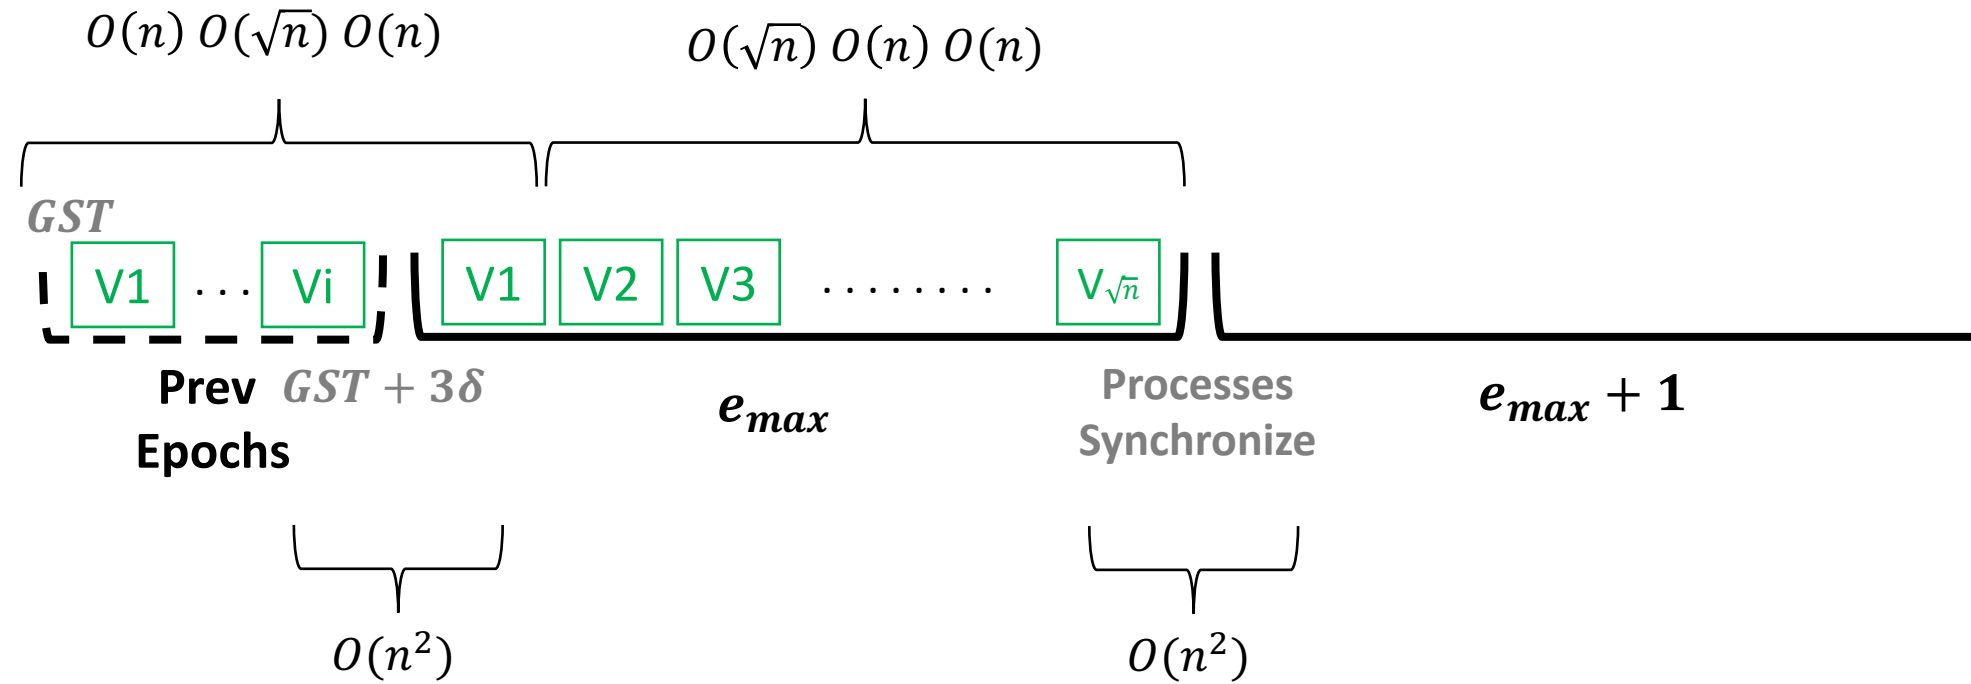 O(n) O(√n) O(n)
O(√n) O(n) O(n)
GST
V1 ... Vi
V1 V2 V3 ........ V√n
Prev Epochs
GST + 3δ
e_max
Processes
Synchronize
e_max + 1
O(n²)
O(n²)